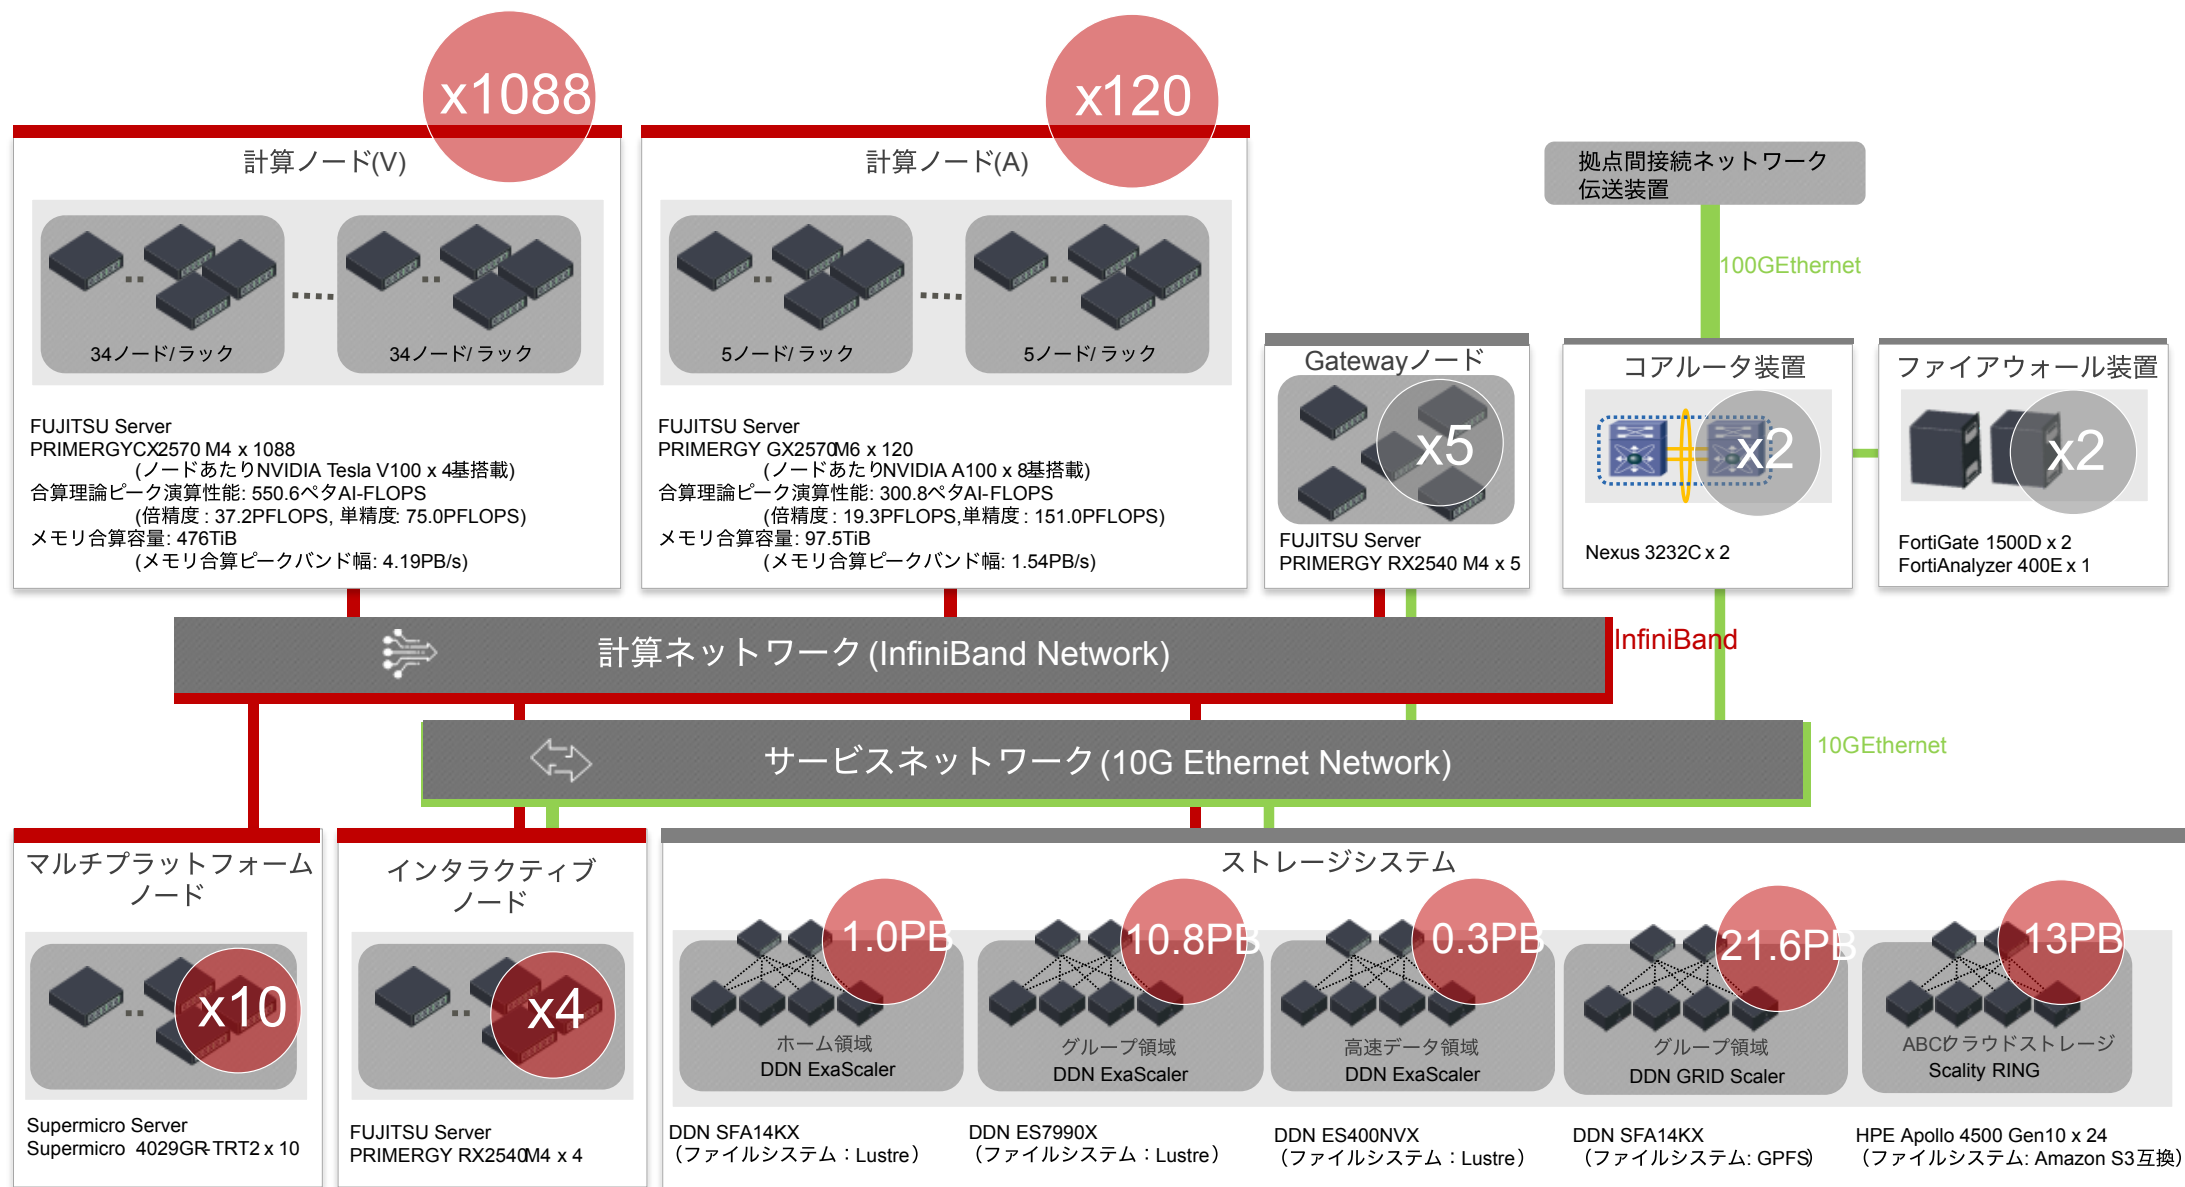 x1088
計算ノード(V)
34ノード/ラック
34ノード/ラック
FUJITSU Server
PRIMERGYCX2570 M4 x 1088
(ノードあたりNVIDIA Tesla V100 x 4基搭載)
合算理論ピーク演算性能: 550.6ペタAI-FLOPS
(倍精度 : 37.2PFLOPS, 単精度: 75.0PFLOPS)
メモリ合算容量: 476TiB
(メモリ合算ピークバンド幅: 4.19PB/s)
x120
計算ノード(A)
5ノード/ラック
5ノード/ラック
FUJITSU Server
PRIMERGY GX2570M6 x 120
(ノードあたりNVIDIA A100 x 8基搭載)
合算理論ピーク演算性能: 300.8ペタAI-FLOPS
(倍精度 : 19.3PFLOPS,単精度 : 151.0PFLOPS)
メモリ合算容量: 97.5TiB
(メモリ合算ピークバンド幅: 1.54PB/s)
Gatewayノード
x5
FUJITSU Server
PRIMERGY RX2540 M4 x 5
拠点間接続ネットワーク
伝送装置
100GEthernet
コアルータ装置
x2
Nexus 3232C x 2
ファイアウォール装置
x2
FortiGate 1500D x 2
FortiAnalyzer 400E x 1
計算ネットワーク(InfiniBand Network)
InfiniBand
サービスネットワーク(10G Ethernet Network)
10GEthernet
マルチプラットフォーム
ノード
x10
Supermicro Server
Supermicro 4029GR-TRT2 x 10
インタラクティブ
ノード
x4
FUJITSU Server
PRIMERGY RX2540M4 x 4
ストレージシステム
1.0PB
ホーム領域
DDN ExaScaler
DDN SFA14KX
(ファイルシステム:Lustre)
10.8PB
グループ領域
DDN ExaScaler
DDN ES7990X
(ファイルシステム:Lustre)
0.3PB
高速データ領域
DDN ExaScaler
DDN ES400NVX
(ファイルシステム:Lustre)
21.6PB
グループ領域
DDN GRID Scaler
DDN SFA14KX
(ファイルシステム: GPFS)
13PB
ABCIクラウドストレージ
Scality RING
HPE Apollo 4500 Gen10 x 24
(ファイルシステム: Amazon S3互換)